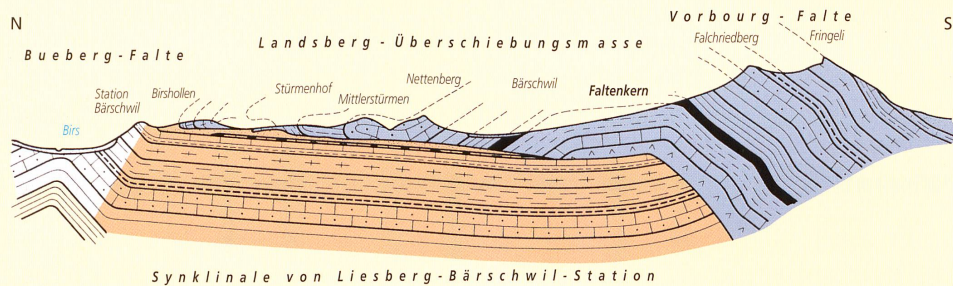 N
S
Vorbourg-Falte
Landsberg-Überschiebungsmasse
Falchriedberg
Fringeli
Bueberg-Falte
Nettenberg
Station
Bärschwil
Birshollen
Stürmenhof
Mittlerstürmen
Bärschwil
Faltenkern
Birs
Synklinale von Liesberg-Bärschwil-Station